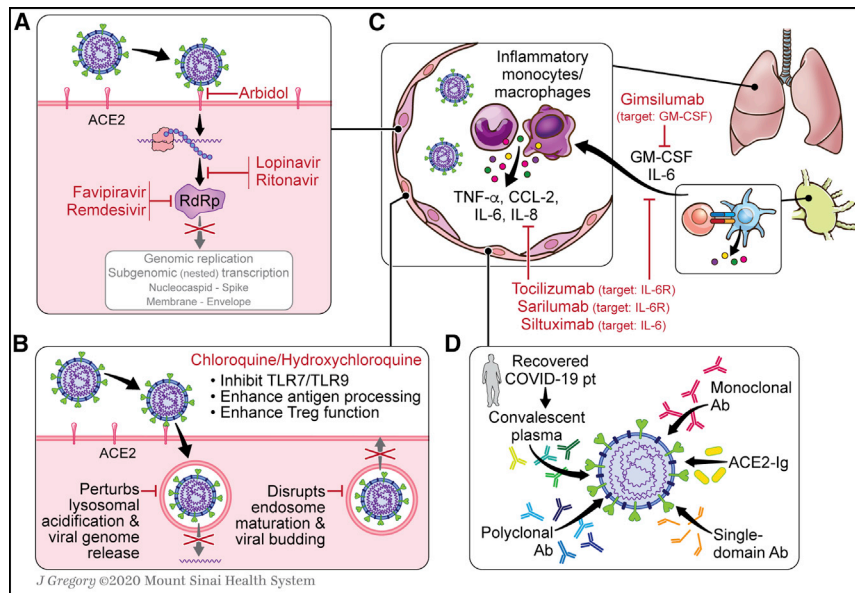 A
Arbidol
ACE2
Lopinavir
Ritonavir
Favipiravir
Remdesivir
RdRp
Genomic replication
Subgenomic (nested) transcription
Nucleocaspid - Spike
Membrane - Envelope
C
Inflammatory
monocytes/
macrophages
TNF-α, CCL-2,
IL-6, IL-8
Gimsilumab
(target: GM-CSF)
GM-CSF
IL-6
Tocilizumab (target: IL-6R)
Sarilumab (target: IL-6R)
Siltuximab (target: IL-6)
B
Chloroquine/Hydroxychloroquine
• Inhibit TLR7/TLR9
• Enhance antigen processing
• Enhance Treg function
ACE2
Perturbs
lysosomal
acidification &
viral genome
release
Disrupts
endosome
maturation &
viral budding
D
Recovered
COVID-19 pt
Convalescent
plasma
Monoclonal
Ab
ACE2-Ig
Polyclonal
Ab
Single-
domain Ab
J Gregory ©2020 Mount Sinai Health System